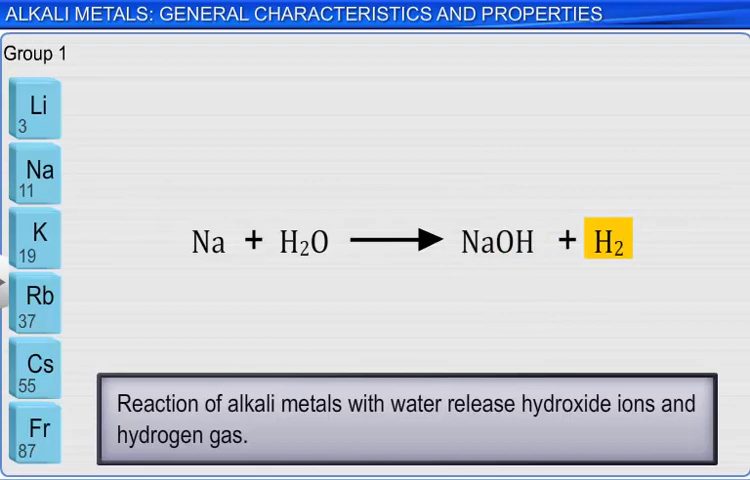 ALKALI METALS: GENERAL CHARACTERISTICS AND PROPERTIES
Group 1
Li
3
Na
11
K
19
Rb
37
Cs
55
Fr
87
Na + H₂O ⟶ NaOH + H₂
Reaction of alkali metals with water release hydroxide ions and
hydrogen gas.